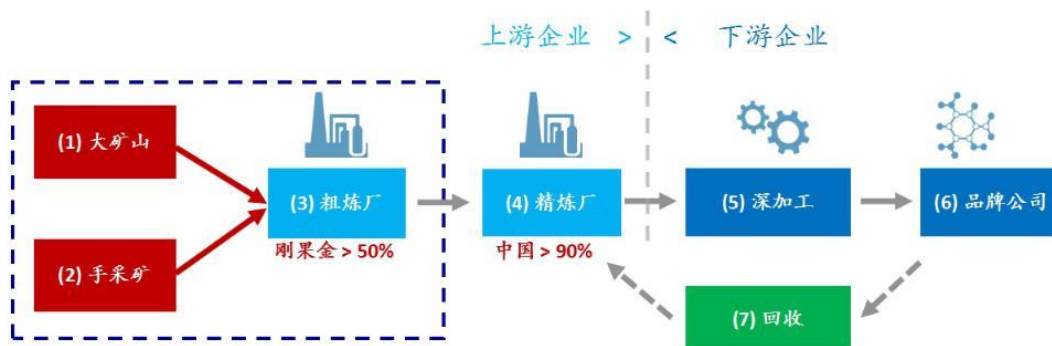 上游企业 > < 下游企业
(1) 大矿山
(2) 手采矿
(3) 粗炼厂
刚果金 > 50%
(4) 精炼厂
中国 > 90%
(5) 深加工
(6) 品牌公司
(7) 回收